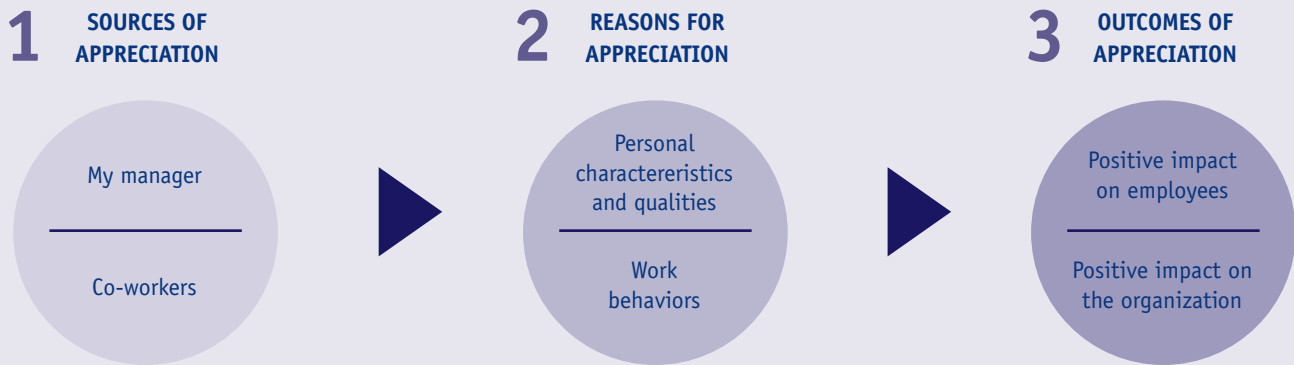 1
SOURCES OF
APPRECIATION
My manager
Co-workers
2
REASONS FOR
APPRECIATION
Personal
charactereristics
and qualities
Work
behaviors
3
OUTCOMES OF
APPRECIATION
Positive impact
on employees
Positive impact on
the organization